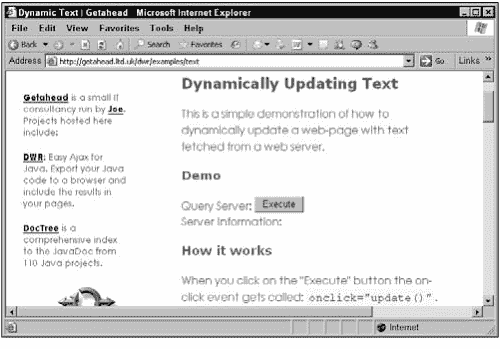 Dynamic Text | Getahead - Microsoft Internet Explorer
File Edit View Favorites Tools Help
Back Search Favorites
Address http://getahead.ltd.uk/dwr/examples/text Go Links »
Getahead is a small IT
consultancy run by Joe.
Projects hosted here
include:
DWR: Easy Ajax for
Java. Export your Java
code to a browser and
include the results in
your pages.
DocTree is a
comprehensive index
to the JavaDoc from
110 Java projects.
Dynamically Updating Text
This is a simple demonstration of how to
dynamically update a web-page with text
fetched from a web server.
Demo
Query Server: Execute
Server Information:
How it works
When you click on the "Execute" button the on-
click event gets called: onclick="update()".
Internet